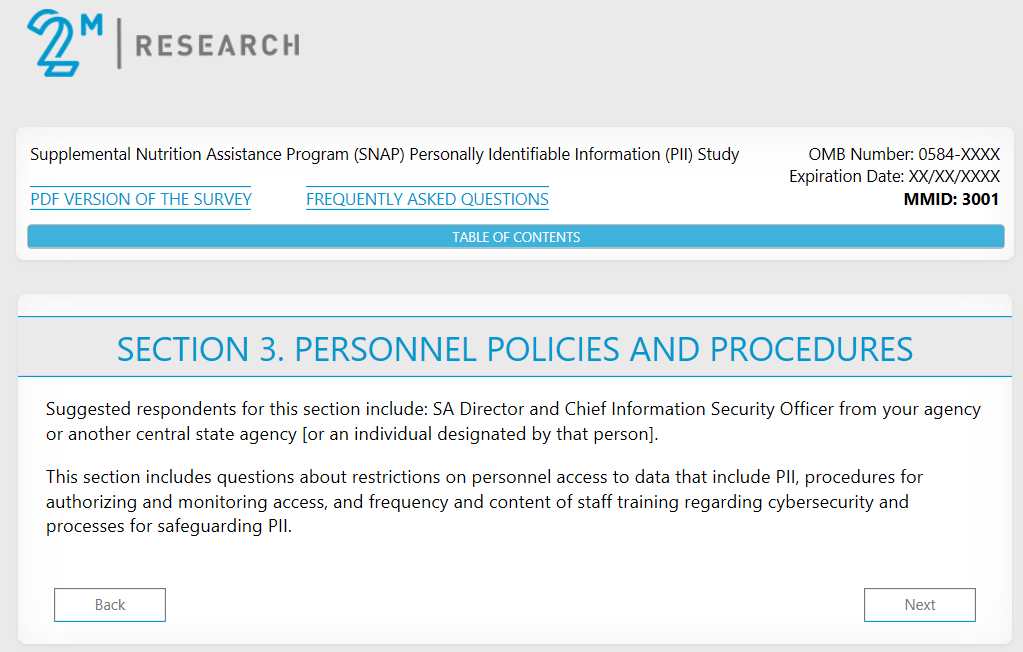 2M | RESEARCH
Supplemental Nutrition Assistance Program (SNAP) Personally Identifiable Information (PII) Study
OMB Number: 0584-XXXX
Expiration Date: XX/XX/XXXX
PDF VERSION OF THE SURVEY
FREQUENTLY ASKED QUESTIONS
MMID: 3001
TABLE OF CONTENTS
SECTION 3. PERSONNEL POLICIES AND PROCEDURES
Suggested respondents for this section include: SA Director and Chief Information Security Officer from your agency
or another central state agency [or an individual designated by that person].
This section includes questions about restrictions on personnel access to data that include PII, procedures for
authorizing and monitoring access, and frequency and content of staff training regarding cybersecurity and
processes for safeguarding PII.
Back
Next